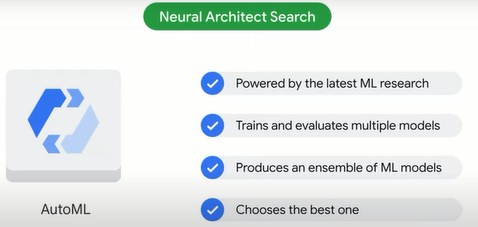 Neural Architect Search
Powered by the latest ML research
Trains and evaluates multiple models
Produces an ensemble of ML models
Chooses the best one
AutoML